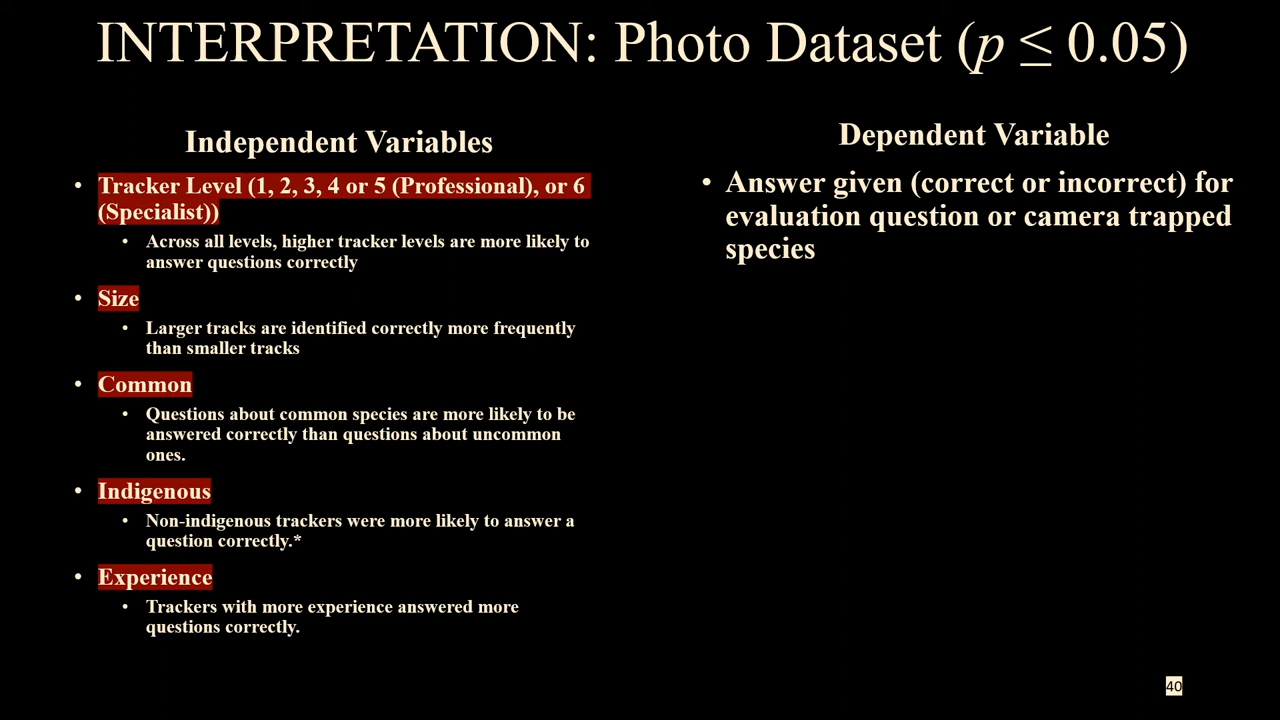 INTERPRETATION: Photo Dataset (p ≤ 0.05)
Independent Variables
• Tracker Level (1, 2, 3, 4 or 5 (Professional), or 6
(Specialist))
• Across all levels, higher tracker levels are more likely to
answer questions correctly
• Size
• Larger tracks are identified correctly more frequently
than smaller tracks
• Common
• Questions about common species are more likely to be
answered correctly than questions about uncommon
ones.
• Indigenous
• Non-indigenous trackers were more likely to answer a
question correctly.*
• Experience
• Trackers with more experience answered more
questions correctly.
Dependent Variable
• Answer given (correct or incorrect) for
evaluation question or camera trapped
species
40